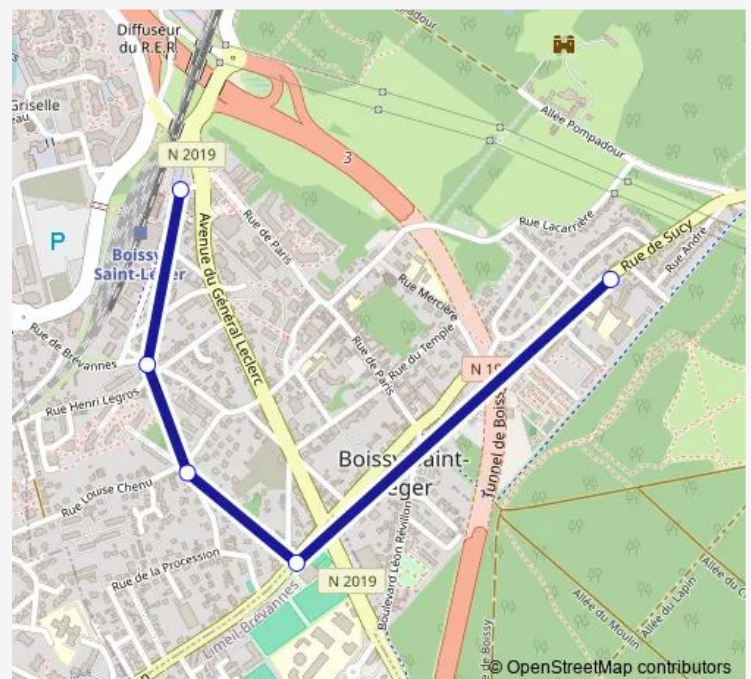 Diffuseur
du R.E.R.
Griselle
N 2019
3
Allée Pompadour
P
Boissy
Saint-Léger
Avenue du Général Leclerc
Rue de Paris
Rue Lacarrière
Rue de Sucy
Rue André
Rue Mercière
Rue de Brévannes
Rue du Temple
Rue de Paris
N 19
Rue Henri Legros
Tunnel de Boissy
Boissy-Saint-
Léger
Rue Louise Chenu
Boulevard Léon Révillon
Rue de la Procession
N 2019
Limeil-Brévannes
Allée du Moulin
Allée du Lapin
de Boissy
© OpenStreetMap contributors